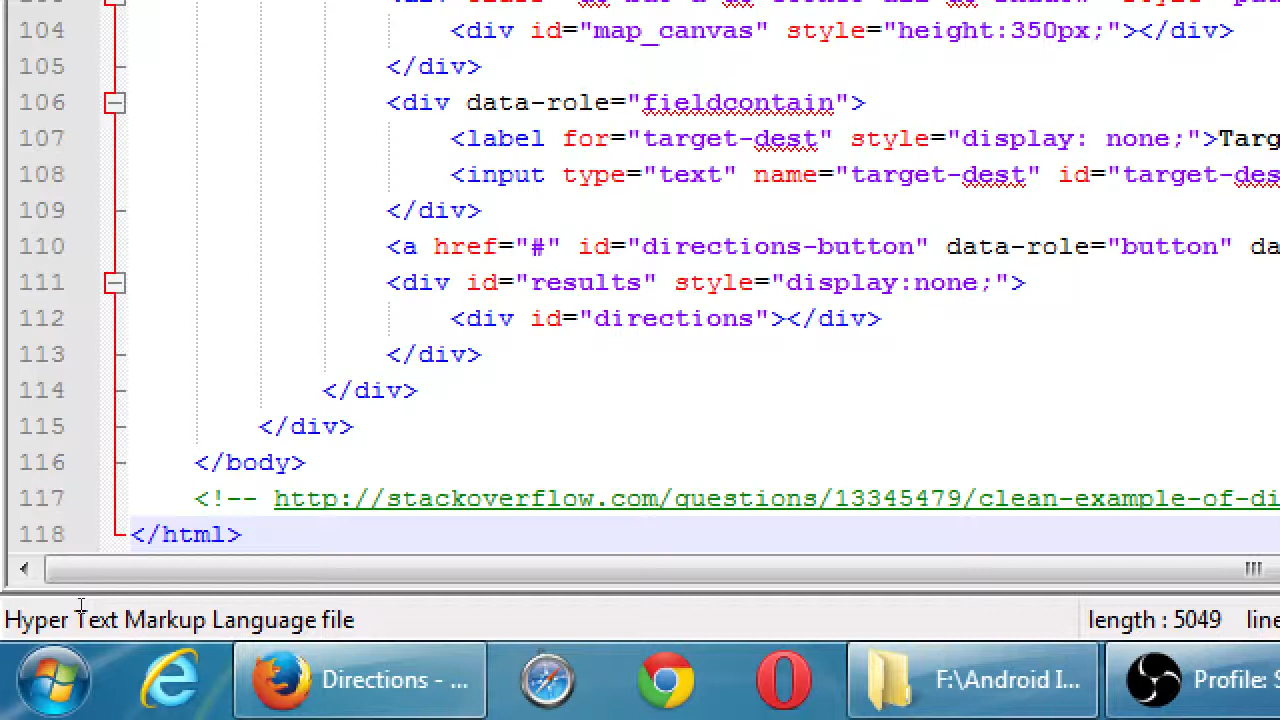 104 <div id="map_canvas" style="height:350px;"></div>
105 </div>
106 <div data-role="fieldcontain">
107 <label for="target-dest" style="display: none;">Targ
108 <input type="text" name="target-dest" id="target-des
109 </div>
110 <a href="#" id="directions-button" data-role="button" da
111 <div id="results" style="display:none;">
112 <div id="directions"></div>
113 </div>
114 </div>
115 </div>
116 </body>
117 <!-- http://stackoverflow.com/questions/13345479/clean-example-of-di
118 </html>
Hyper Text Markup Language file length : 5049 line
Directions - ... F:\Android I... Profile: S